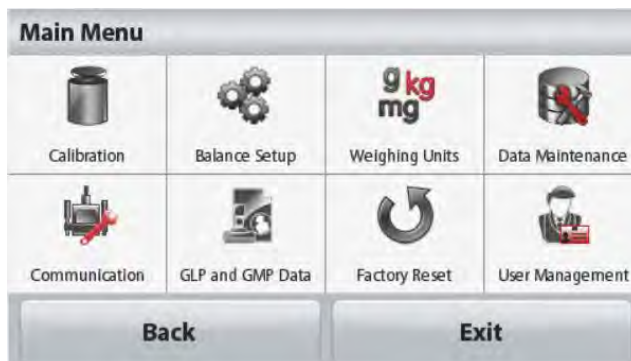 Main Menu
g kg
mg
Calibration Balance Setup Weighing Units Data Maintenance
Communication GLP and GMP Data Factory Reset User Management
Back Exit